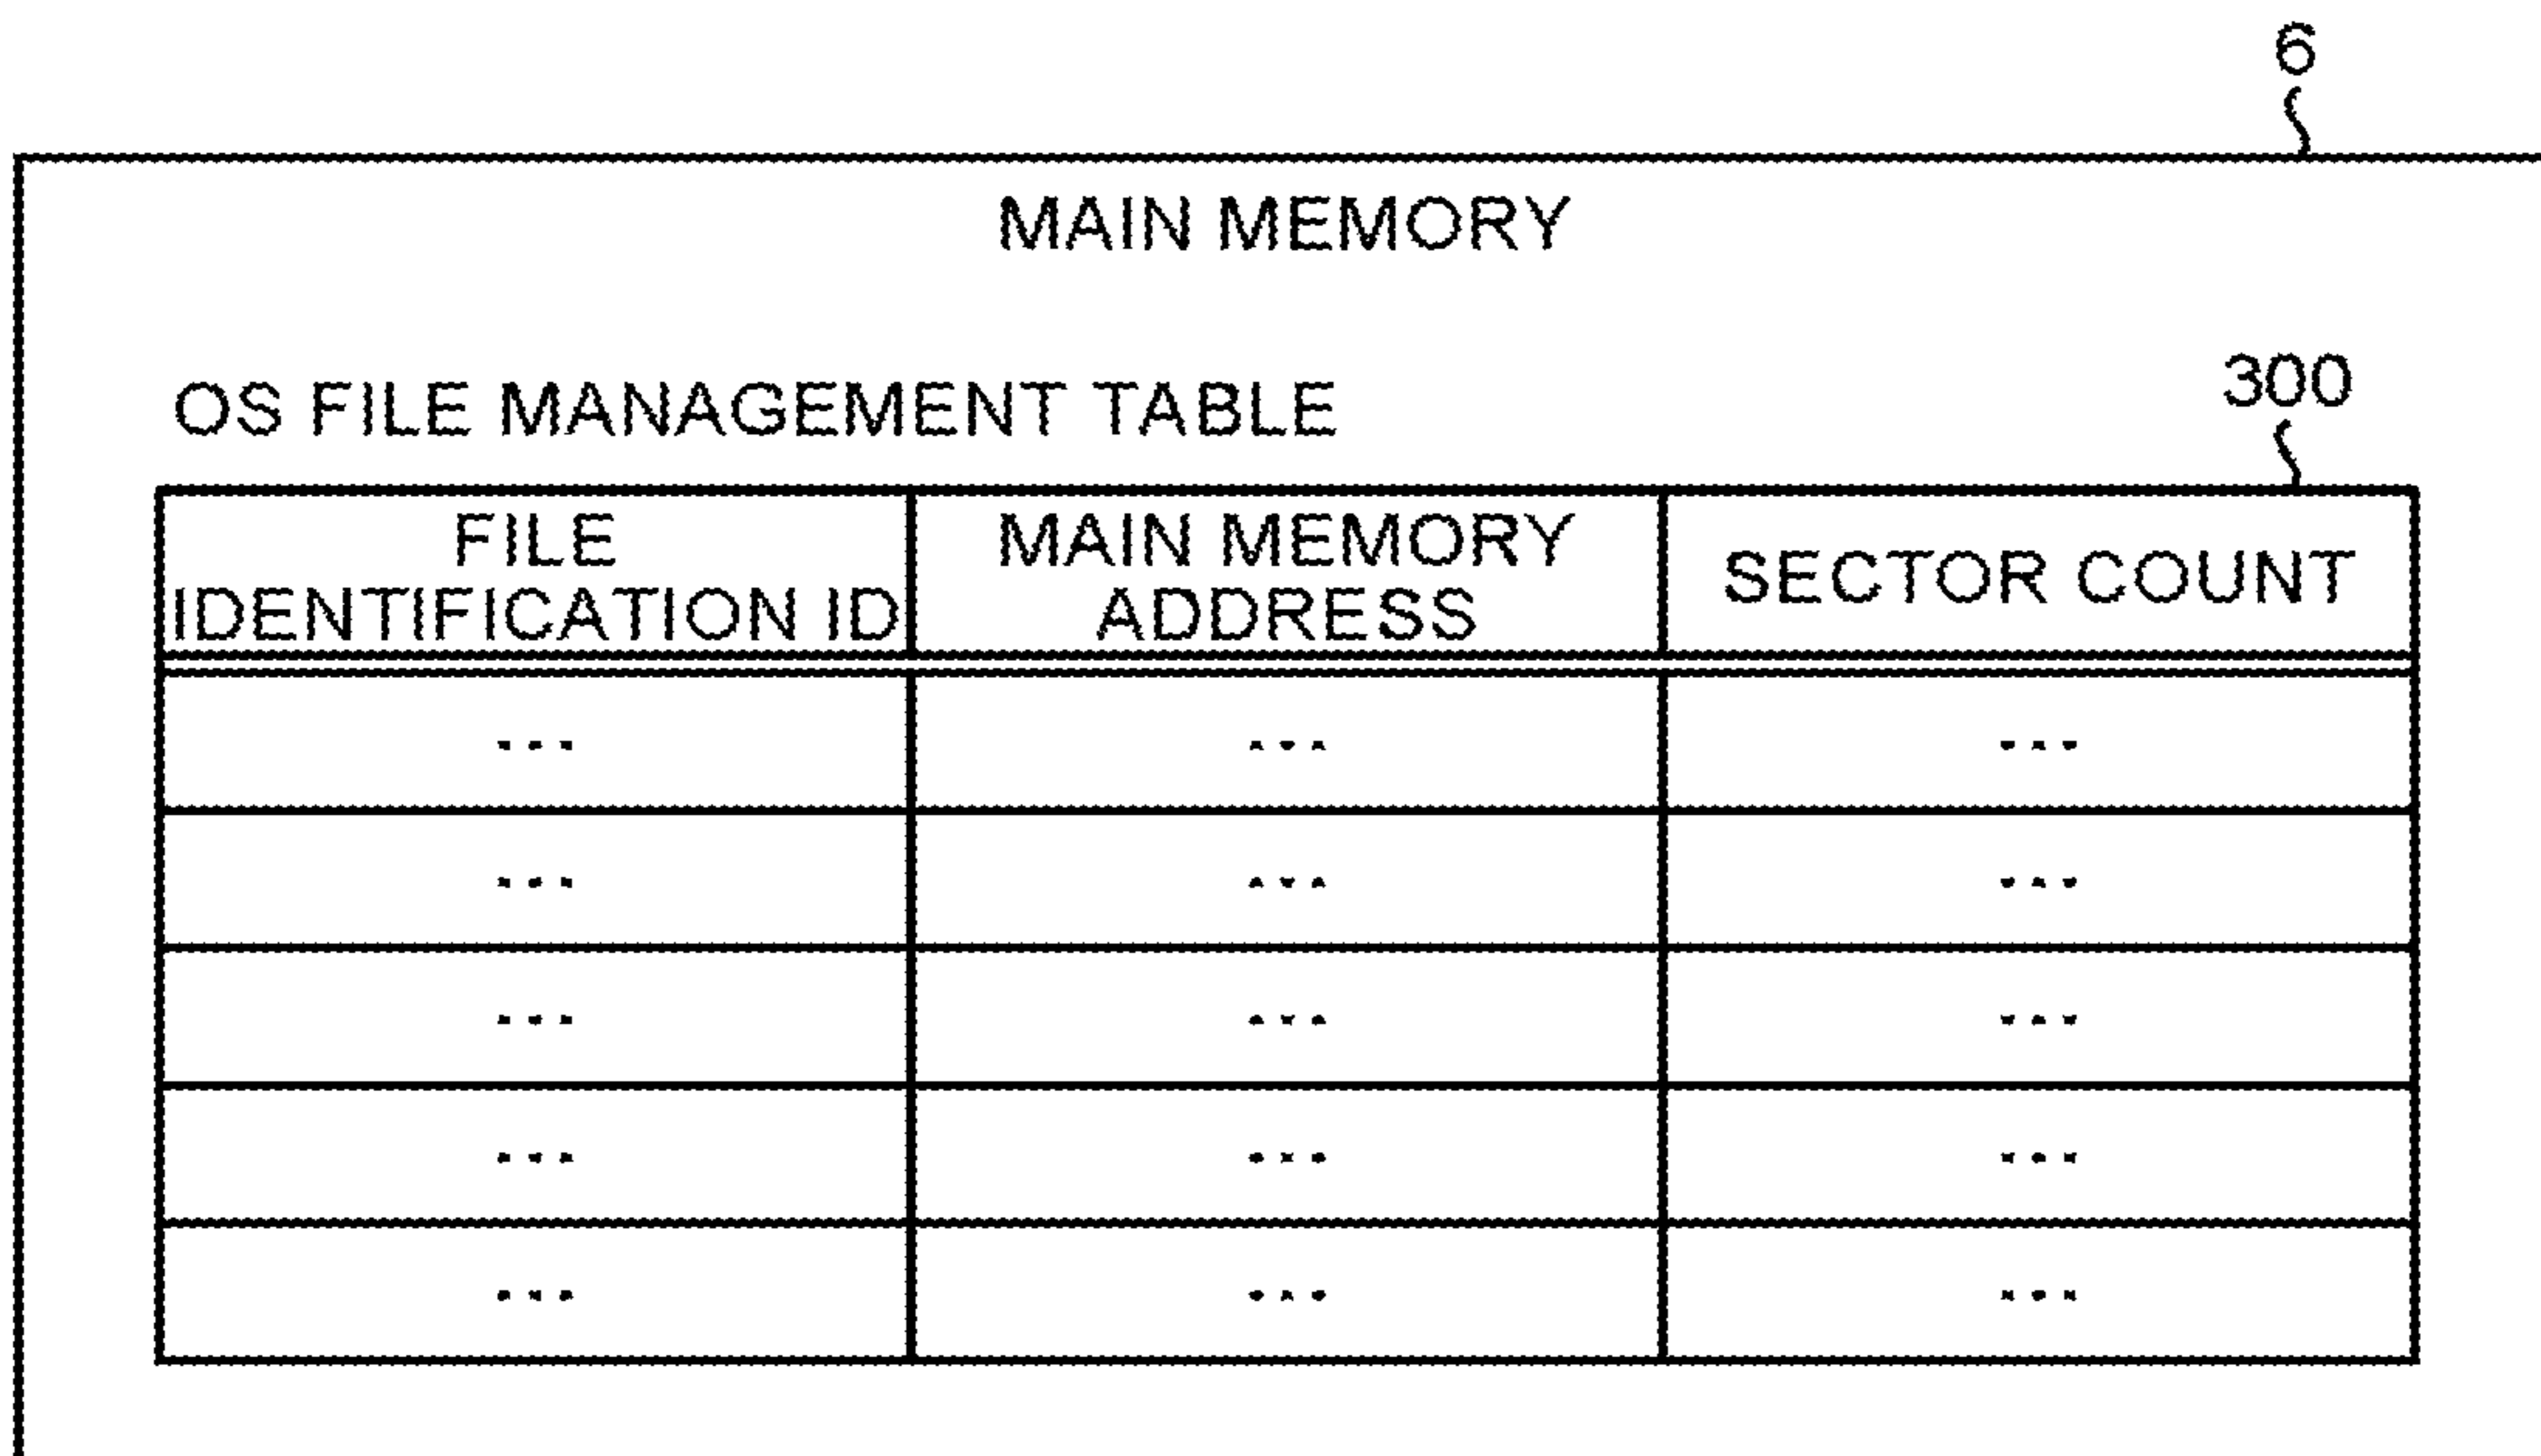 6
MAIN MEMORY
300
OS FILE MANAGEMENT TABLE
FILE IDENTIFICATION ID
MAIN MEMORY ADDRESS
SECTOR COUNT
... ... ...
... ... ...
... ... ...
... ... ...
... ... ...